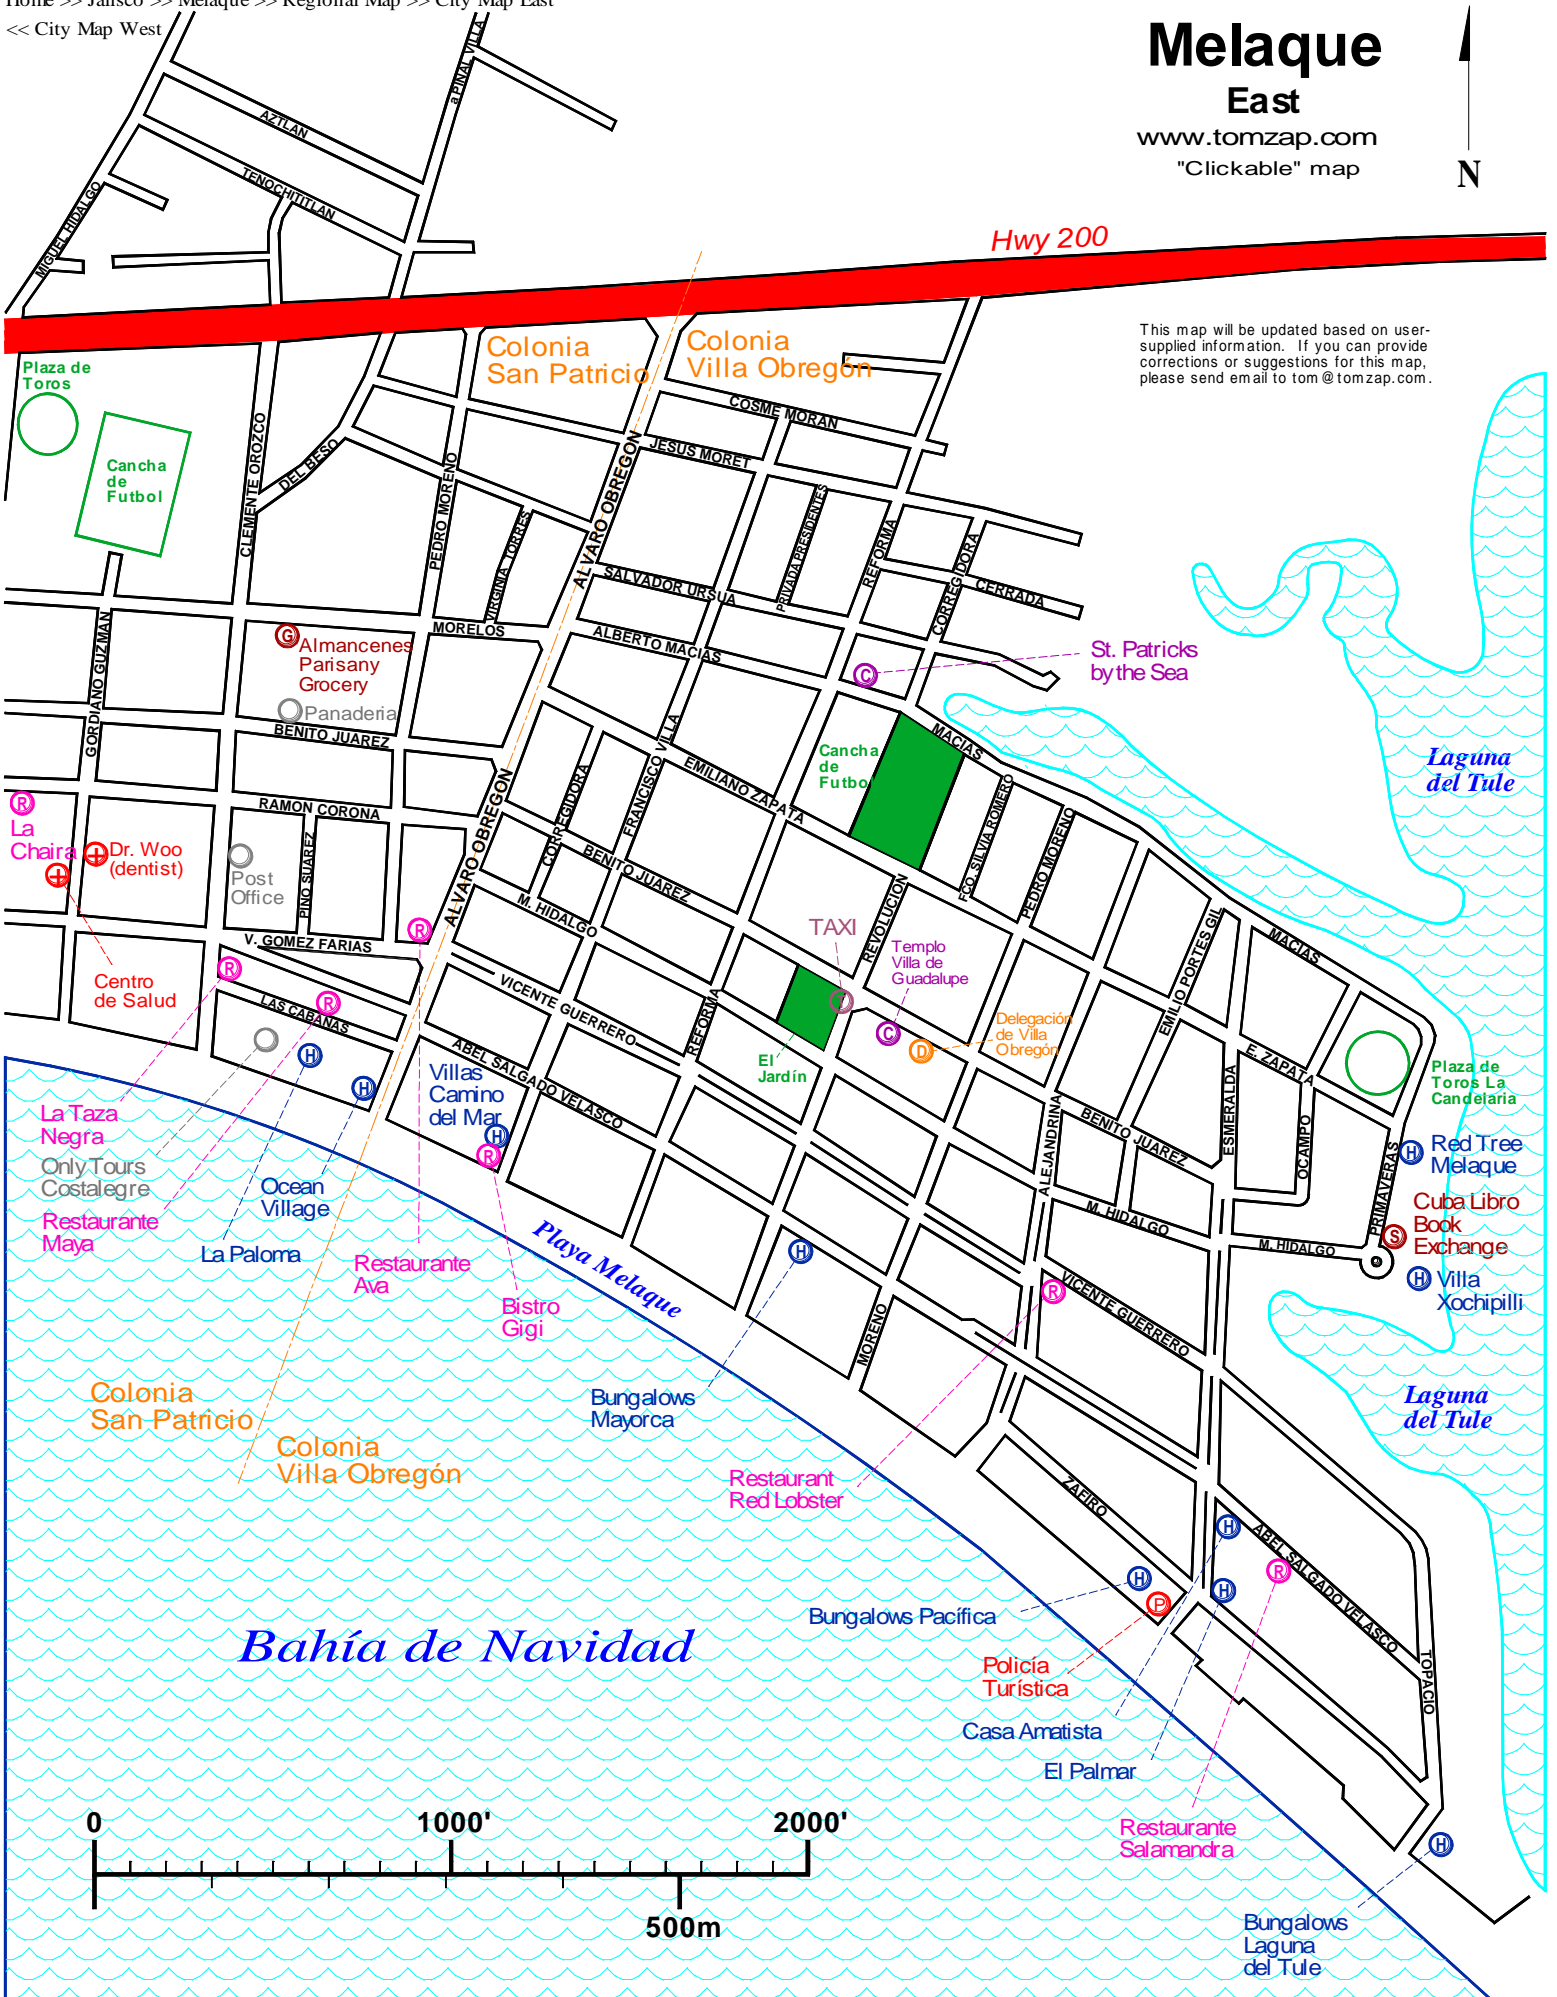 Home >> Jalisco >> Melaque >> Regional Map >> City Map East
<< City Map West
Melaque
East
www.tomzap.com
"Clickable" map
N
Hwy 200
This map will be updated based on user-
supplied information. If you can provide
corrections or suggestions for this map,
please send email to tom@tomzap.com.
AZTLAN
TENOCHITITLAN
MIGUEL HIDALGO
a PINAL VILLA
Colonia
San Patricio
Colonia
Villa Obregón
Plaza de
Toros
Cancha
de
Futbol
CLEMENTE OROZCO
DEL BESO
PEDRO MORENO
VIRGINIA TORRES
ALVARO OBREGON
COSME MORAN
JESUS MORET
PRIVADA PRESIDENTES
REFORMA
CORREGIDORA
CERRADA
SALVADOR URSUA
ALBERTO MACIAS
MORELOS
GORDIANO GUZMAN
G
Almancenes
Parisany
Grocery
Panaderia
BENITO JUAREZ
C
St. Patricks
by the Sea
MACIAS
Cancha
de
Futbol
Laguna
del Tule
FRANCISCO VILLA
EMILIANO ZAPATA
CORREGIDORA
ALVARO OBREGON
RAMON CORONA
PINO SUAREZ
R
La
Chaira
Dr. Woo
(dentist)
Post
Office
V. GOMEZ FARIAS
R
Centro
de Salud
R
R
LAS CABAÑAS
H
H
BENITO JUAREZ
M. HIDALGO
FCO. SILVIA ROMERO
PEDRO MORENO
REVOLUCION
TAXI
T
Templo
Villa de
Guadalupe
C
Delegación
de Villa
Obregón
D
El
Jardín
REFORMA
VICENTE GUERRERO
ABEL SALGADO VELASCO
Villas
Camino
del Mar
H
R
EMILIO PORTES GIL
MACIAS
E. ZAPATA
ESMERALDA
OCAMPO
ALEJANDRINA
BENITO JUAREZ
M. HIDALGO
M. HIDALGO
PRIMAVERAS
Plaza de
Toros La
Candelaria
H
Red Tree
Melaque
Cuba Libro
Book
Exchange
S
H
Villa
Xochipilli
Laguna
del Tule
La Taza
Negra
Only Tours
Costalegre
Restaurante
Maya
La Paloma
Ocean
Village
Restaurante
Ava
Bistro
Gigi
Playa Melaque
H
Bungalows
Mayorca
MORENO
R
VICENTE GUERRERO
Restaurant
Red Lobster
Colonia
San Patricio
Colonia
Villa Obregón
ZAFIRO
H
H
H
P
R
ABEL SALGADO VELASCO
TOPACIO
Bungalows Pacífica
Policía
Turística
Casa Amatista
El Palmar
Restaurante
Salamandra
H
Bungalows
Laguna
del Tule
Bahía de Navidad
0 1000' 2000'
500m